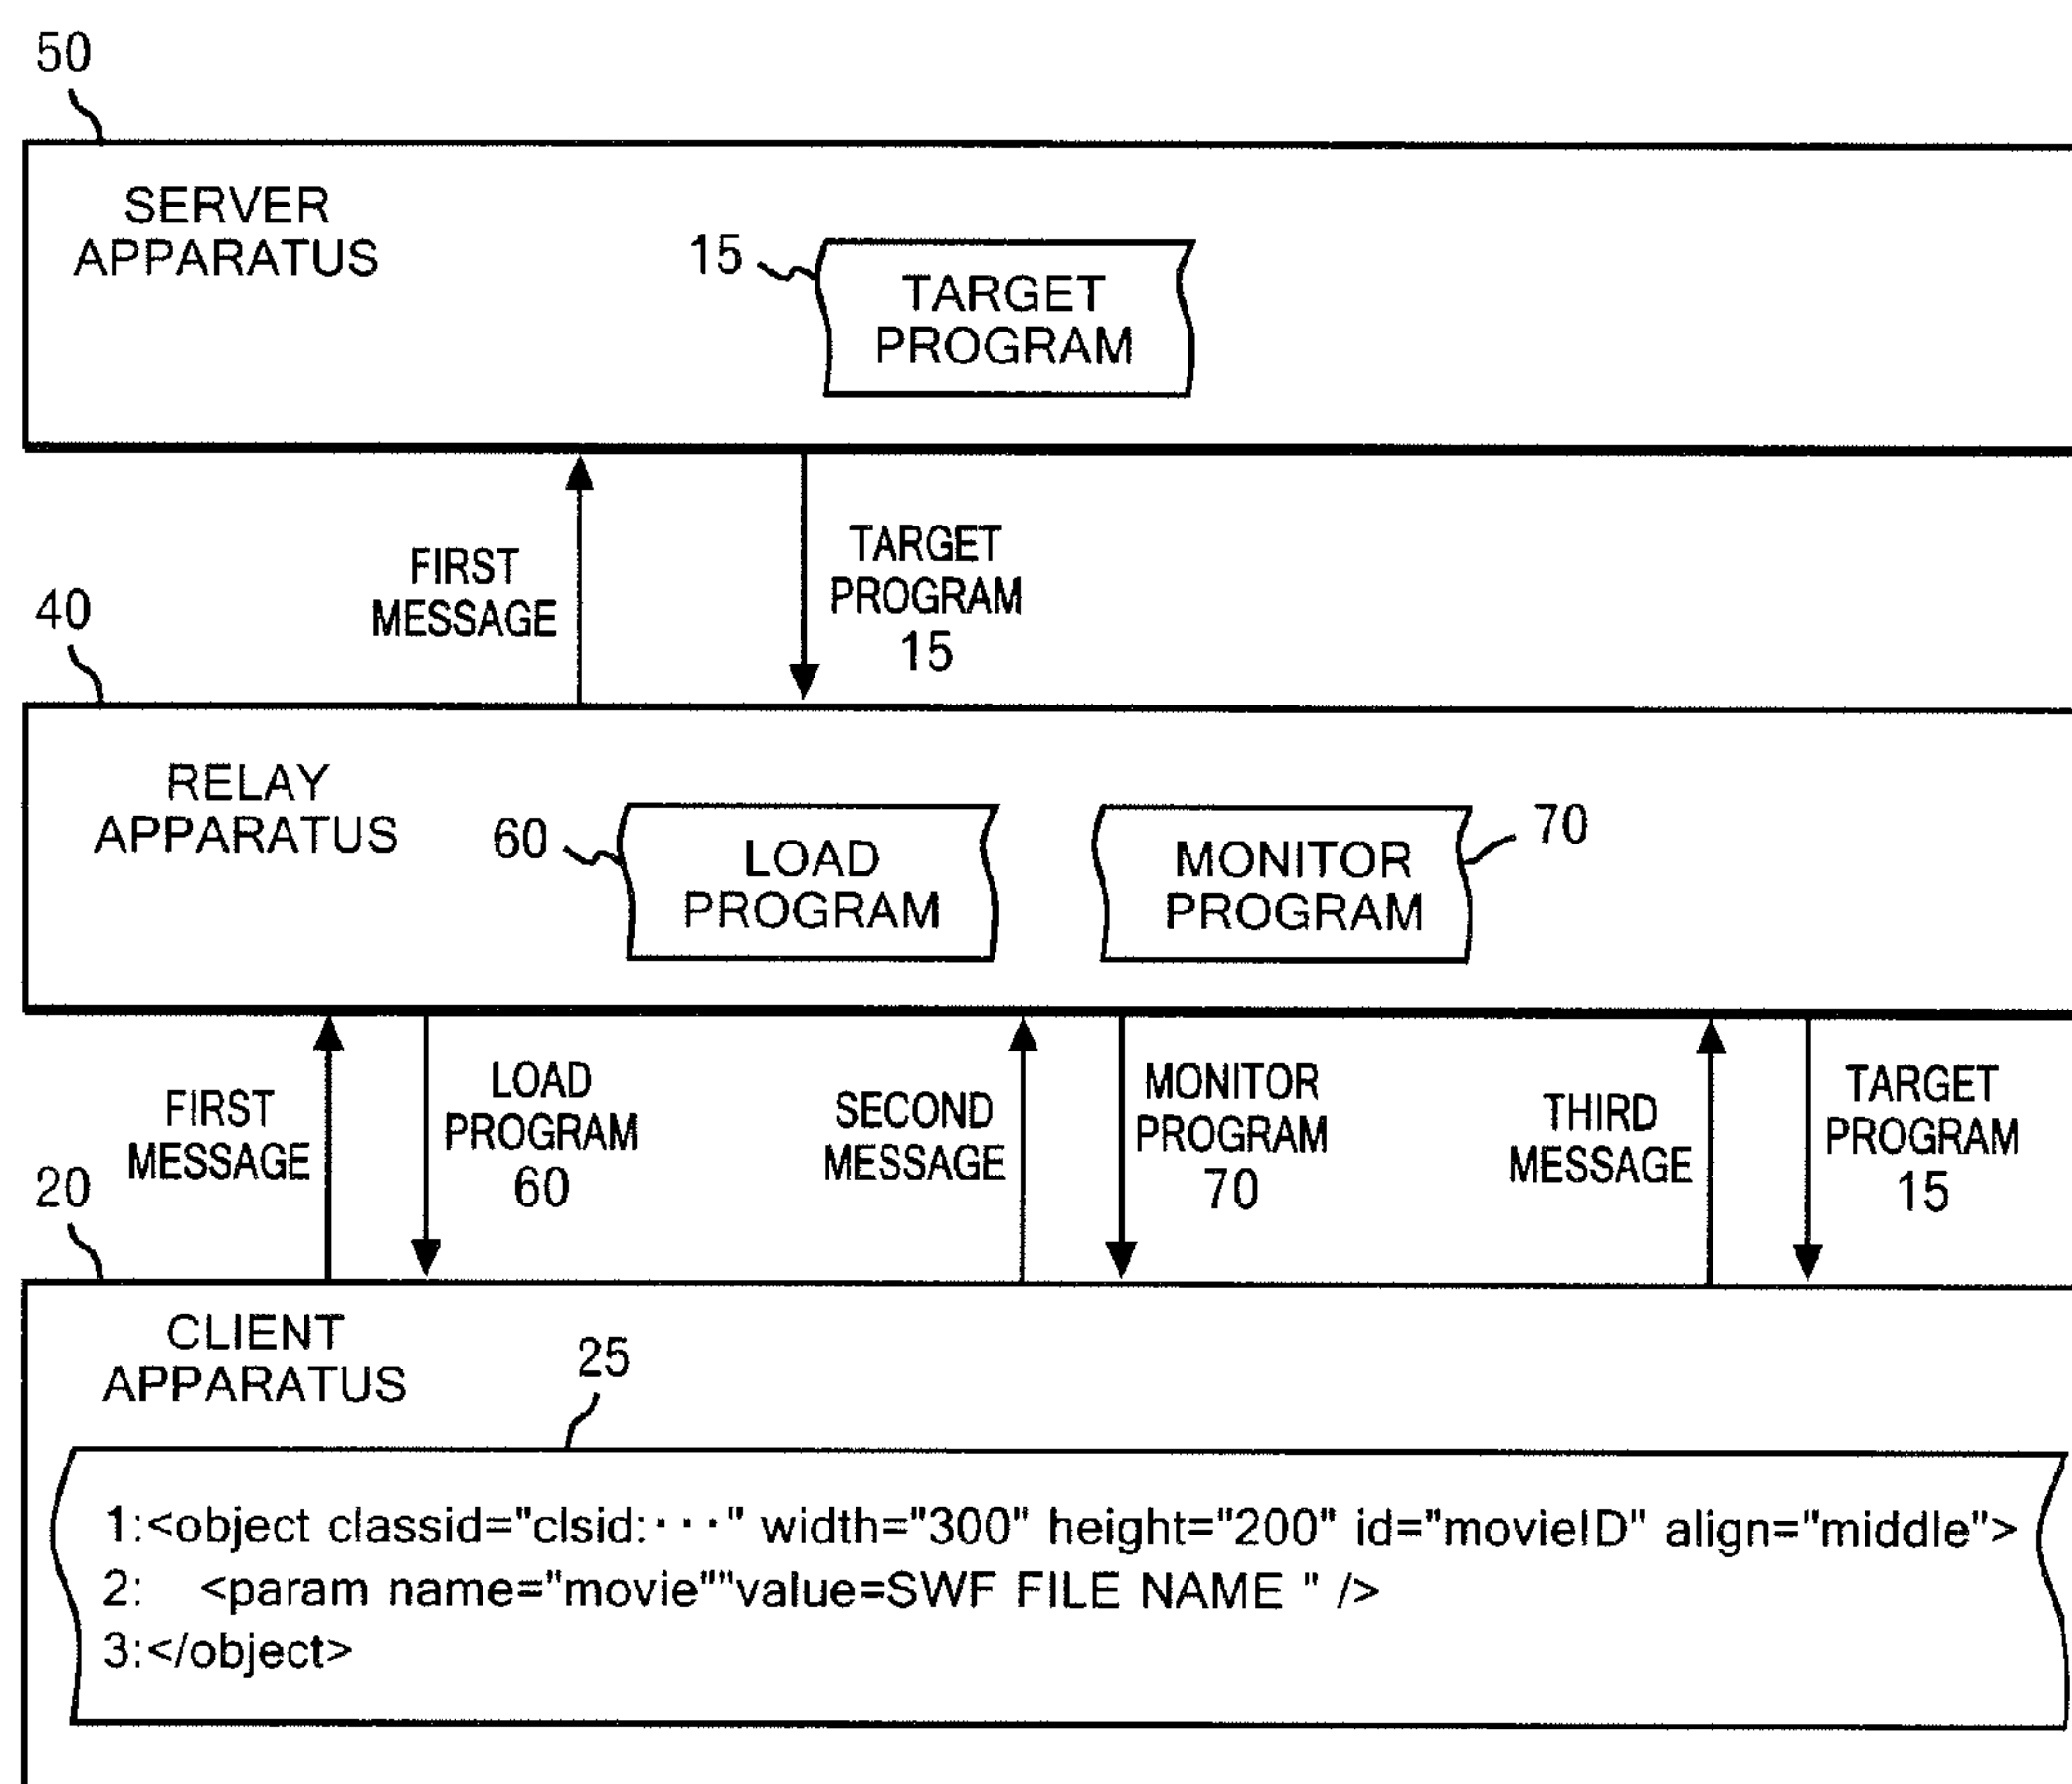 50
SERVER
APPARATUS
15
TARGET
PROGRAM
FIRST
MESSAGE
TARGET
PROGRAM
15
40
RELAY
APPARATUS
60
LOAD
PROGRAM
MONITOR
PROGRAM
70
FIRST
MESSAGE
LOAD
PROGRAM
60
SECOND
MESSAGE
MONITOR
PROGRAM
70
THIRD
MESSAGE
TARGET
PROGRAM
15
20
CLIENT
APPARATUS
25
1:<object classid="clsid:···" width="300" height="200" id="movieID" align="middle">
2: <param name="movie""value=SWF FILE NAME " />
3:</object>